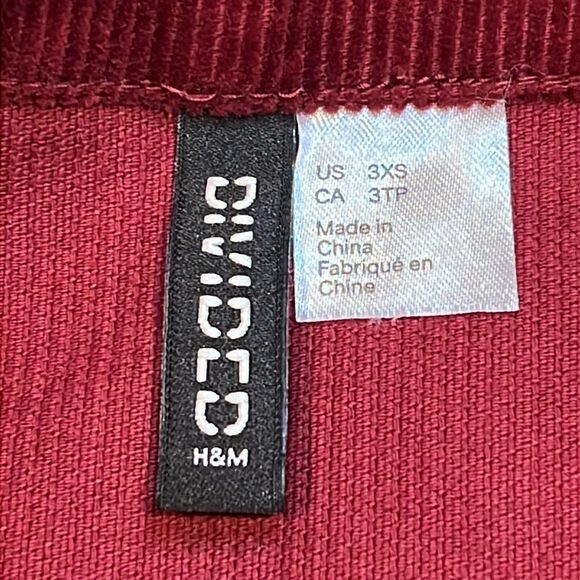 DIVIDED
H&M
US 3XS
CA 3TP
Made in
China
Fabriqué en
Chine